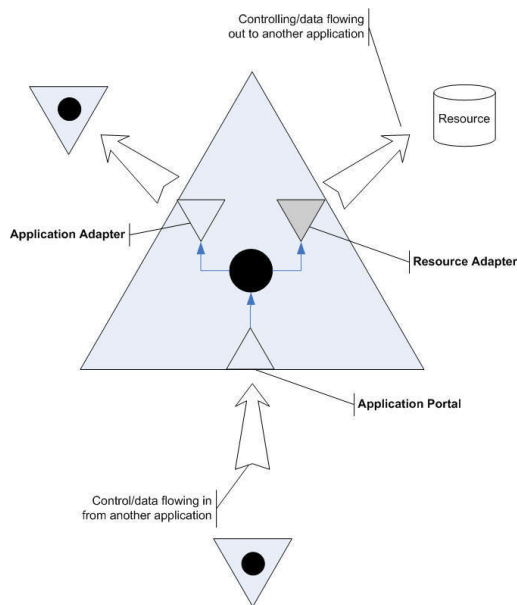 Controlling/data flowing
out to another application
Resource
Application Adapter
Resource Adapter
Application Portal
Control/data flowing in
from another application